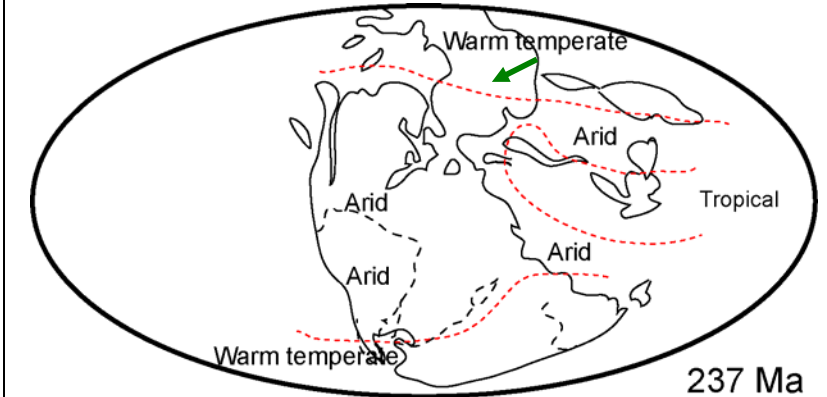 Warm temperate
Arid
Arid
Tropical
Arid
Arid
Warm temperate
237 Ma